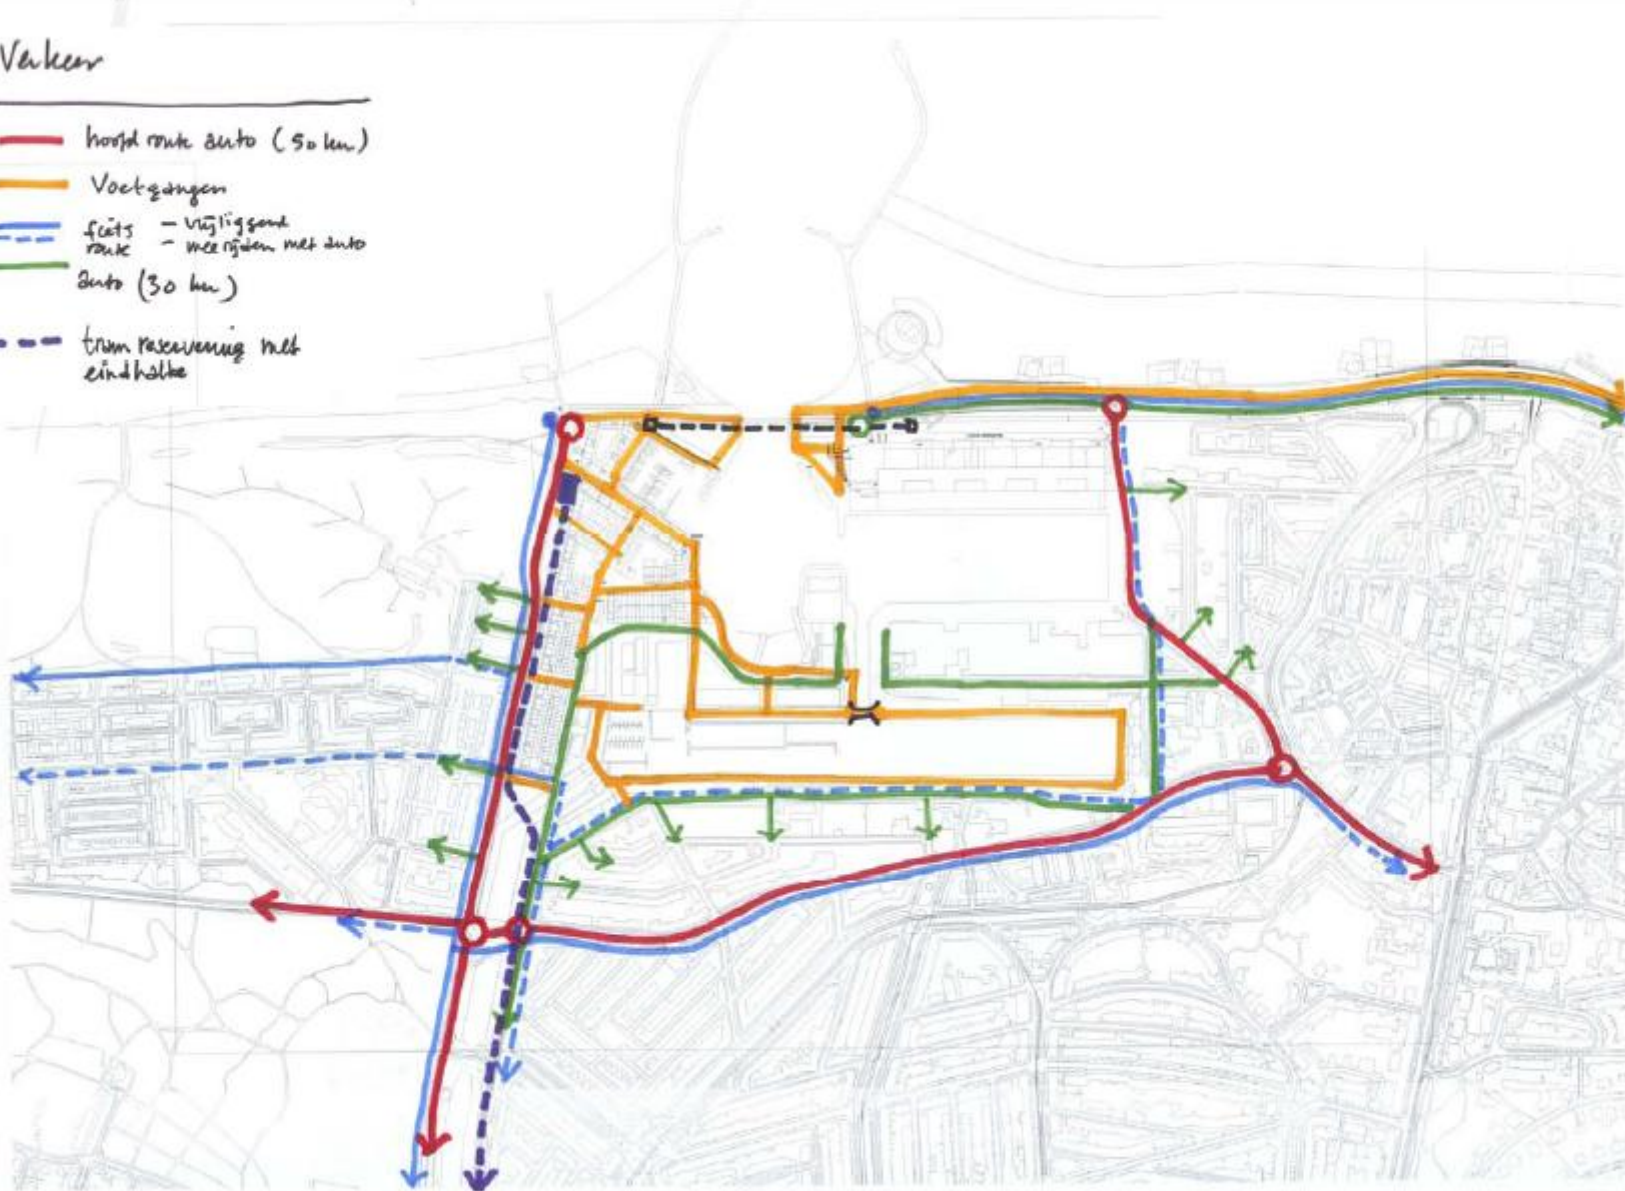 Verkeer
hoofd route auto (50 km)
Voetgangers
fiets - vrijliggend
route - meerijden met auto
auto (30 km)
tram reservering met
eindhalte